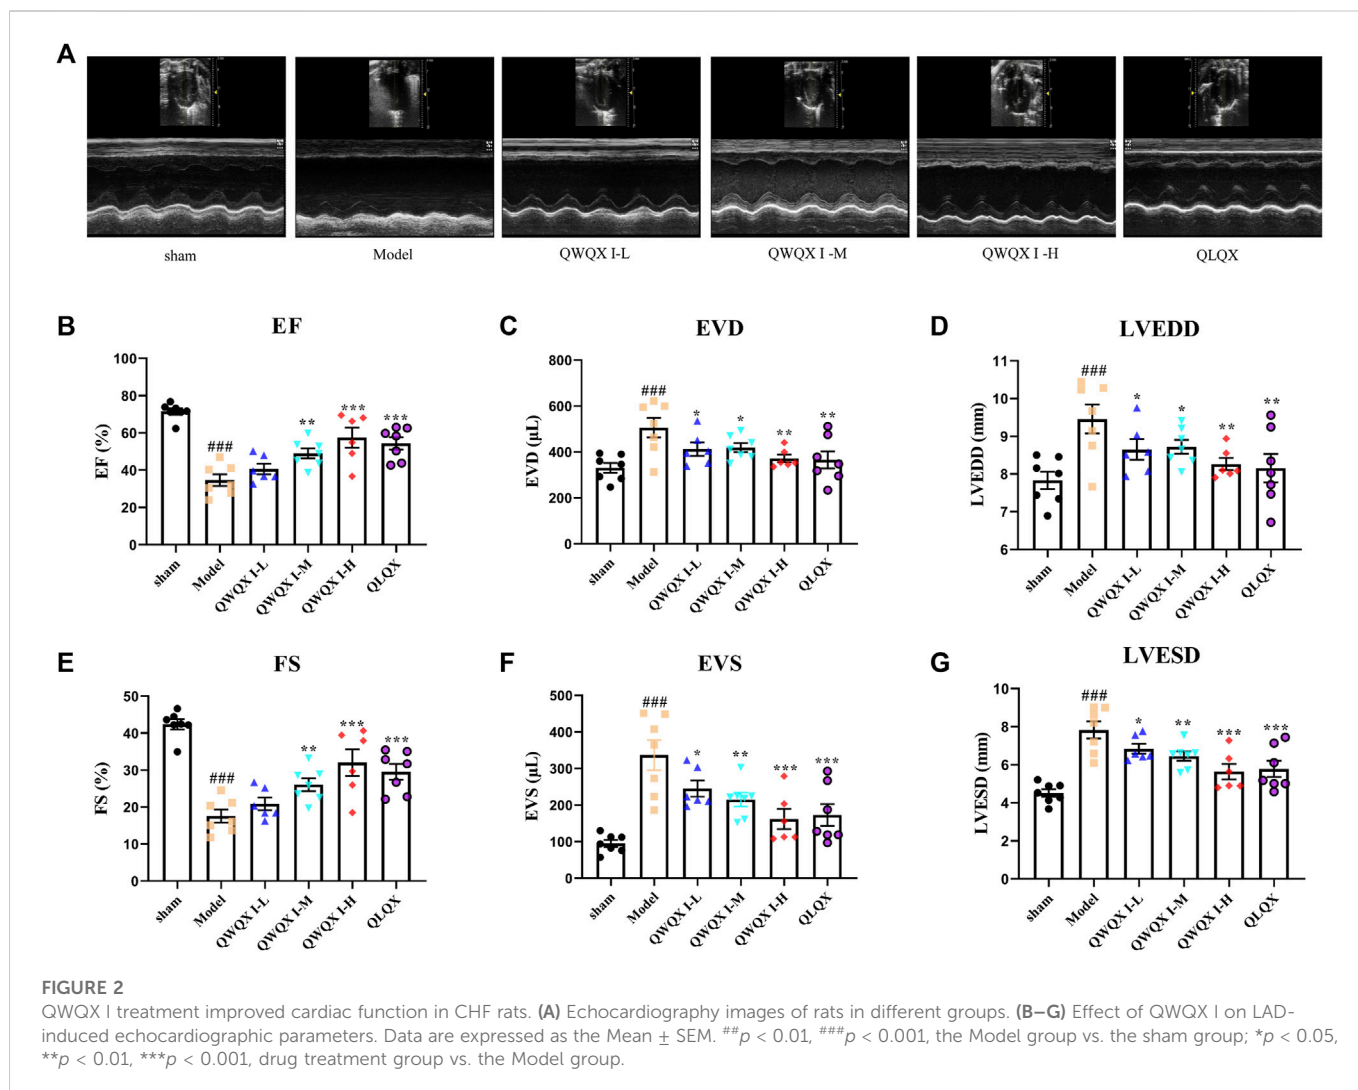 A
sham
Model
QWQX I-L
QWQX I -M
QWQX I -H
QLQX
B
EF
EF (%)
100
80
60
40
20
0
###
**
***
***
sham
Model
QWQX I-L
QWQX I-M
QWQX I-H
QLQX
C
EVD
EVD (μL)
800
600
400
200
0
###
*
*
**
**
sham
Model
QWQX I-L
QWQX I-M
QWQX I-H
QLQX
D
LVEDD
LVEDD (mm)
11
10
9
8
7
6
###
*
*
**
**
sham
Model
QWQX I-L
QWQX I-M
QWQX I-H
QLQX
E
FS
FS (%)
50
40
30
20
10
0
###
**
***
***
sham
Model
QWQX I-L
QWQX I-M
QWQX I-H
QLQX
F
EVS
EVS (μL)
500
400
300
200
100
0
###
*
**
***
***
sham
Model
QWQX I-L
QWQX I-M
QWQX I-H
QLQX
G
LVESD
LVESD (mm)
10
8
6
4
2
0
###
*
**
***
***
sham
Model
QWQX I-L
QWQX I-M
QWQX I-H
QLQX
FIGURE 2
QWQX I treatment improved cardiac function in CHF rats. (A) Echocardiography images of rats in different groups. (B–G) Effect of QWQX I on LAD-
induced echocardiographic parameters. Data are expressed as the Mean ± SEM. ##p < 0.01, ###p < 0.001, the Model group vs. the sham group; *p < 0.05,
**p < 0.01, ***p < 0.001, drug treatment group vs. the Model group.